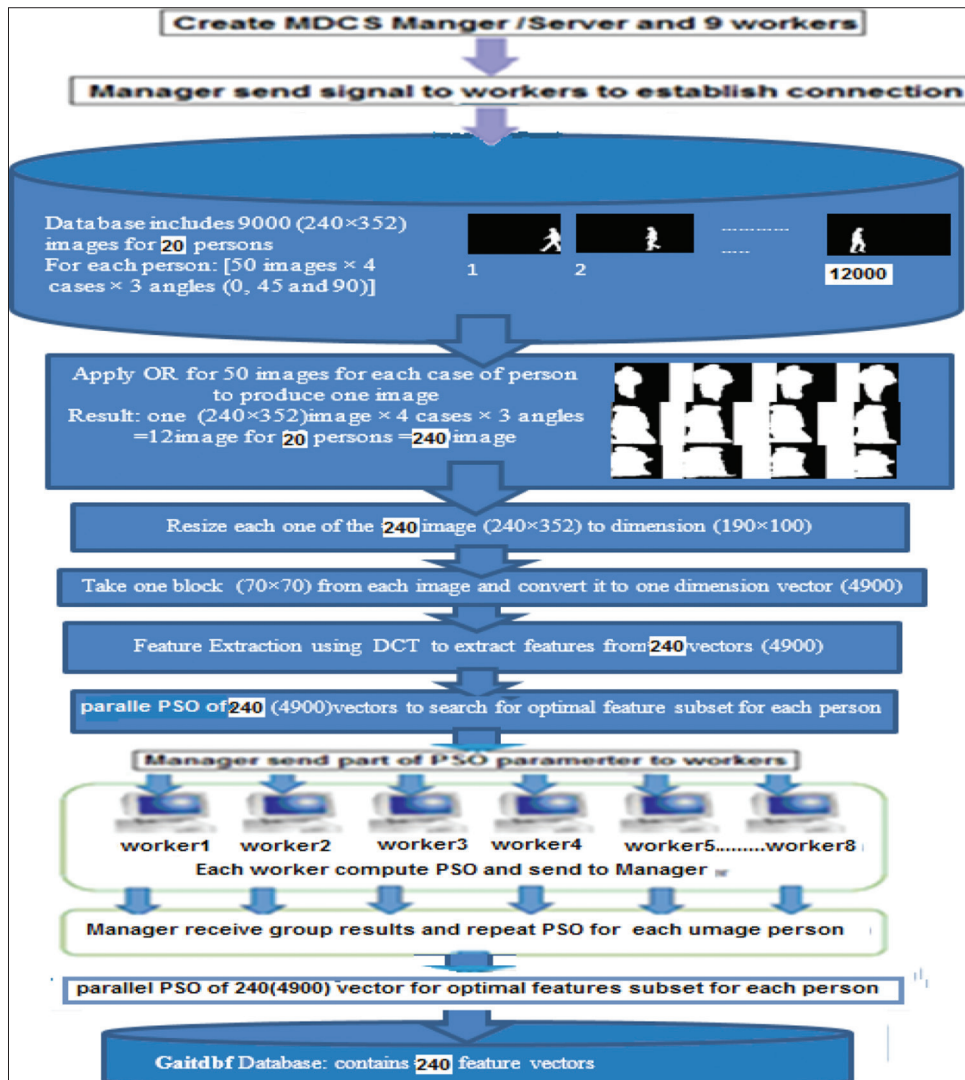 Create MDCS Manger /Server and 9 workers
Manager send signal to workers to establish connection
Database includes 9000 (240×352)
images for 20 persons
For each person: [50 images × 4
cases × 3 angles (0, 45 and 90)]
1
2
12000
Apply OR for 50 images for each case of person
to produce one image
Result: one (240×352)image × 4 cases × 3 angles
=12image for 20 persons =240 image
Resize each one of the 240 image (240×352) to dimension (190×100)
Take one block (70×70) from each image and convert it to one dimension vector (4900)
Feature Extraction using DCT to extract features from 240 vectors (4900)
paralle PSO of 240 (4900)vectors to search for optimal feature subset for each person
Manager send part of PSO paramerter to workers
worker1 worker2 worker3 worker4 worker5.........worker8
Each worker compute PSO and send to Manager
Manager receive group results and repeat PSO for each umage person
parallel PSO of 240(4900) vector for optimal features subset for each person
Gaitdbf Database: contains 240 feature vectors